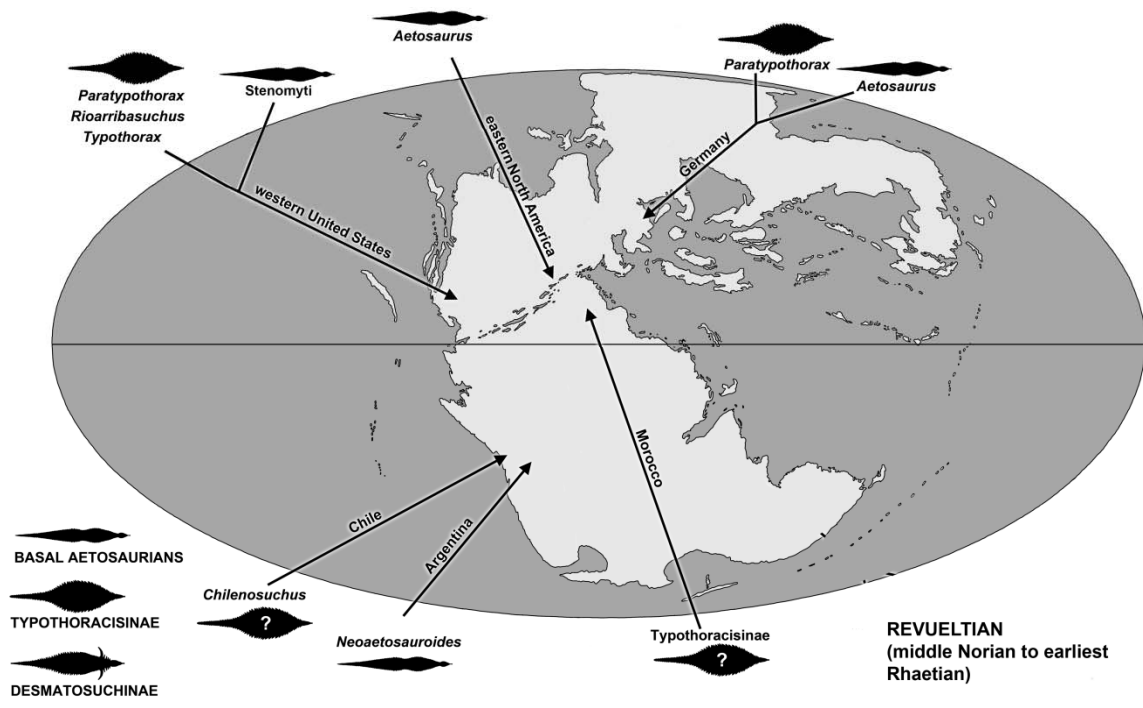 Aetosaurus
Paratypothorax
Aetosaurus
Paratypothorax
Rioarribasuchus
Typothorax
Stenomyti
eastern North America
Germany
western United States
Morocco
Chile
Argentina
BASAL AETOSAURIANS
Chilenosuchus
?
TYPOTHORACISINAE
Neoaetosauroides
Typothoracisinae
?
DESMATOSUCHINAE
REVUELTIAN
(middle Norian to earliest
Rhaetian)